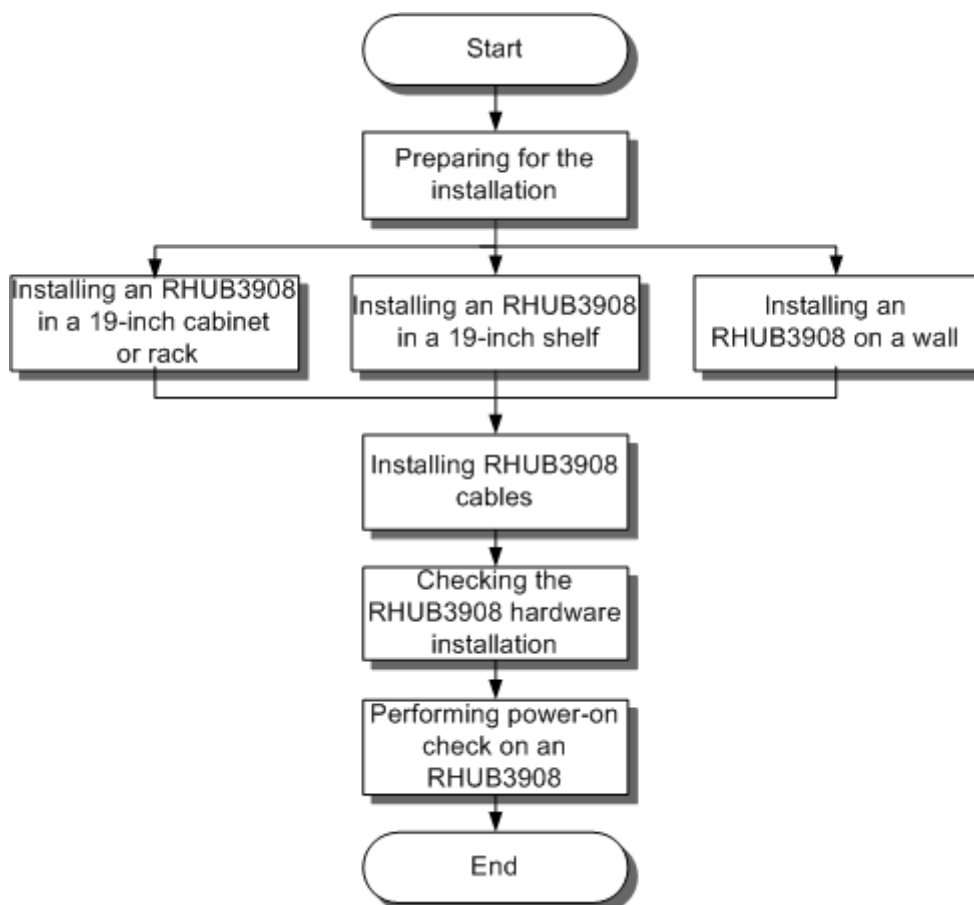 Start
Preparing for the
installation
Installing an RHUB3908
in a 19-inch cabinet
or rack
Installing an RHUB3908
in a 19-inch shelf
Installing an
RHUB3908 on a wall
Installing RHUB3908
cables
Checking the
RHUB3908 hardware
installation
Performing power-on
check on an
RHUB3908
End